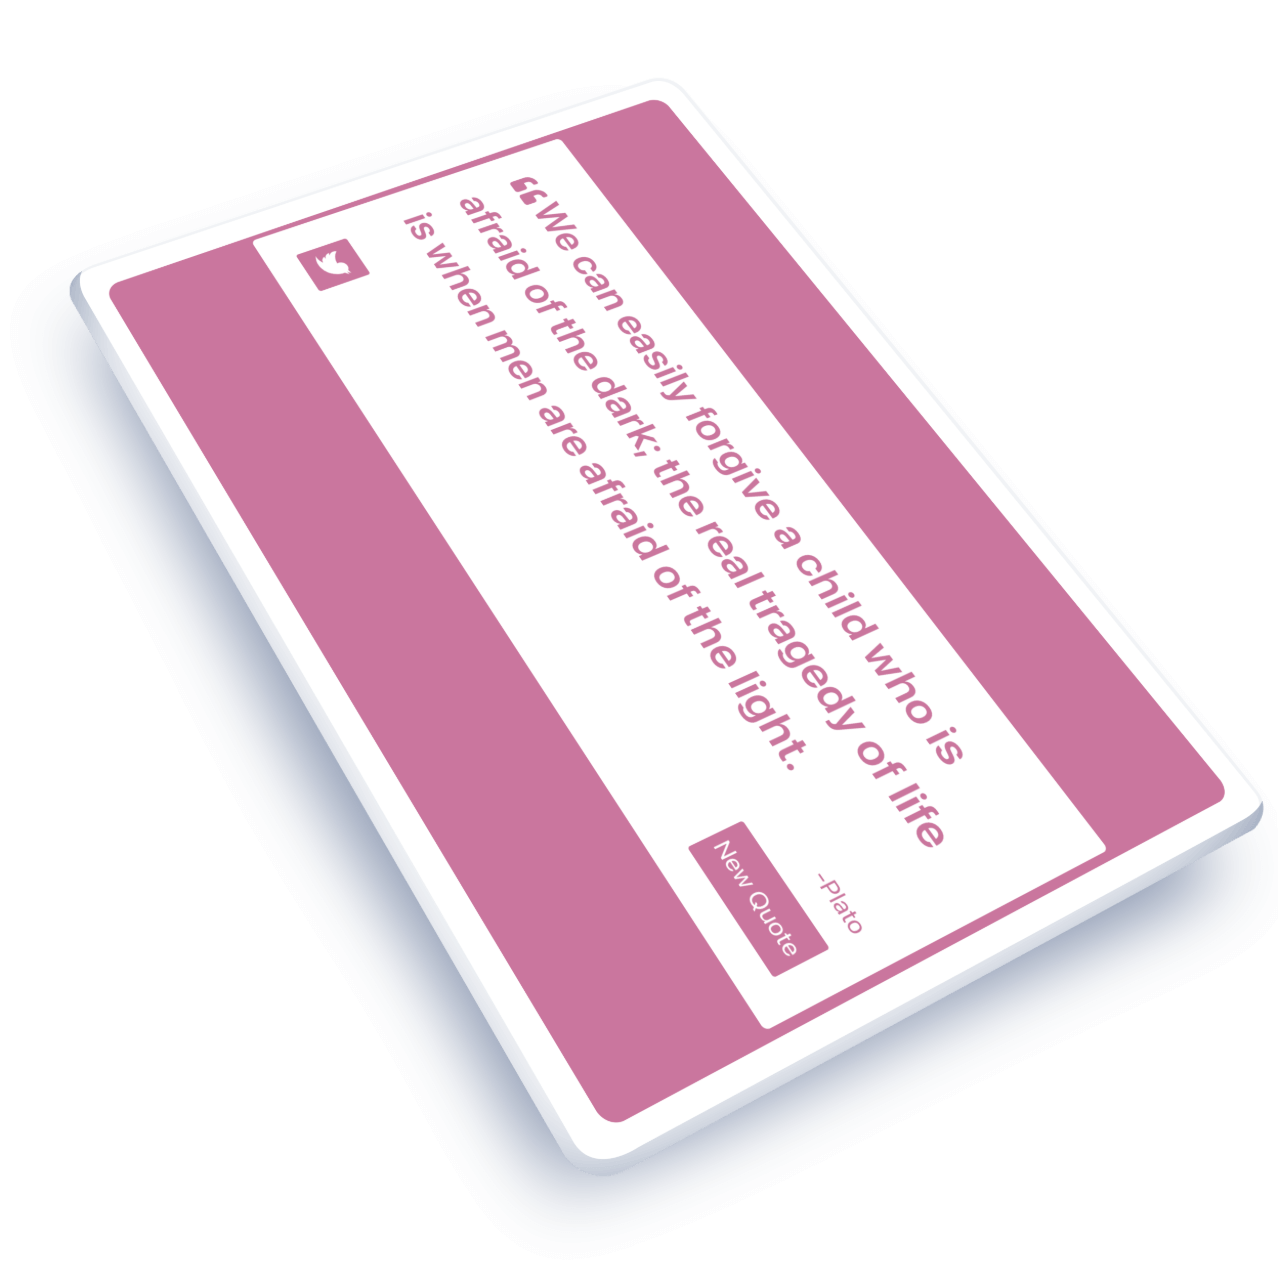 “We can easily forgive a child who is
afraid of the dark; the real tragedy of life
is when men are afraid of the light.
-Plato
New Quote